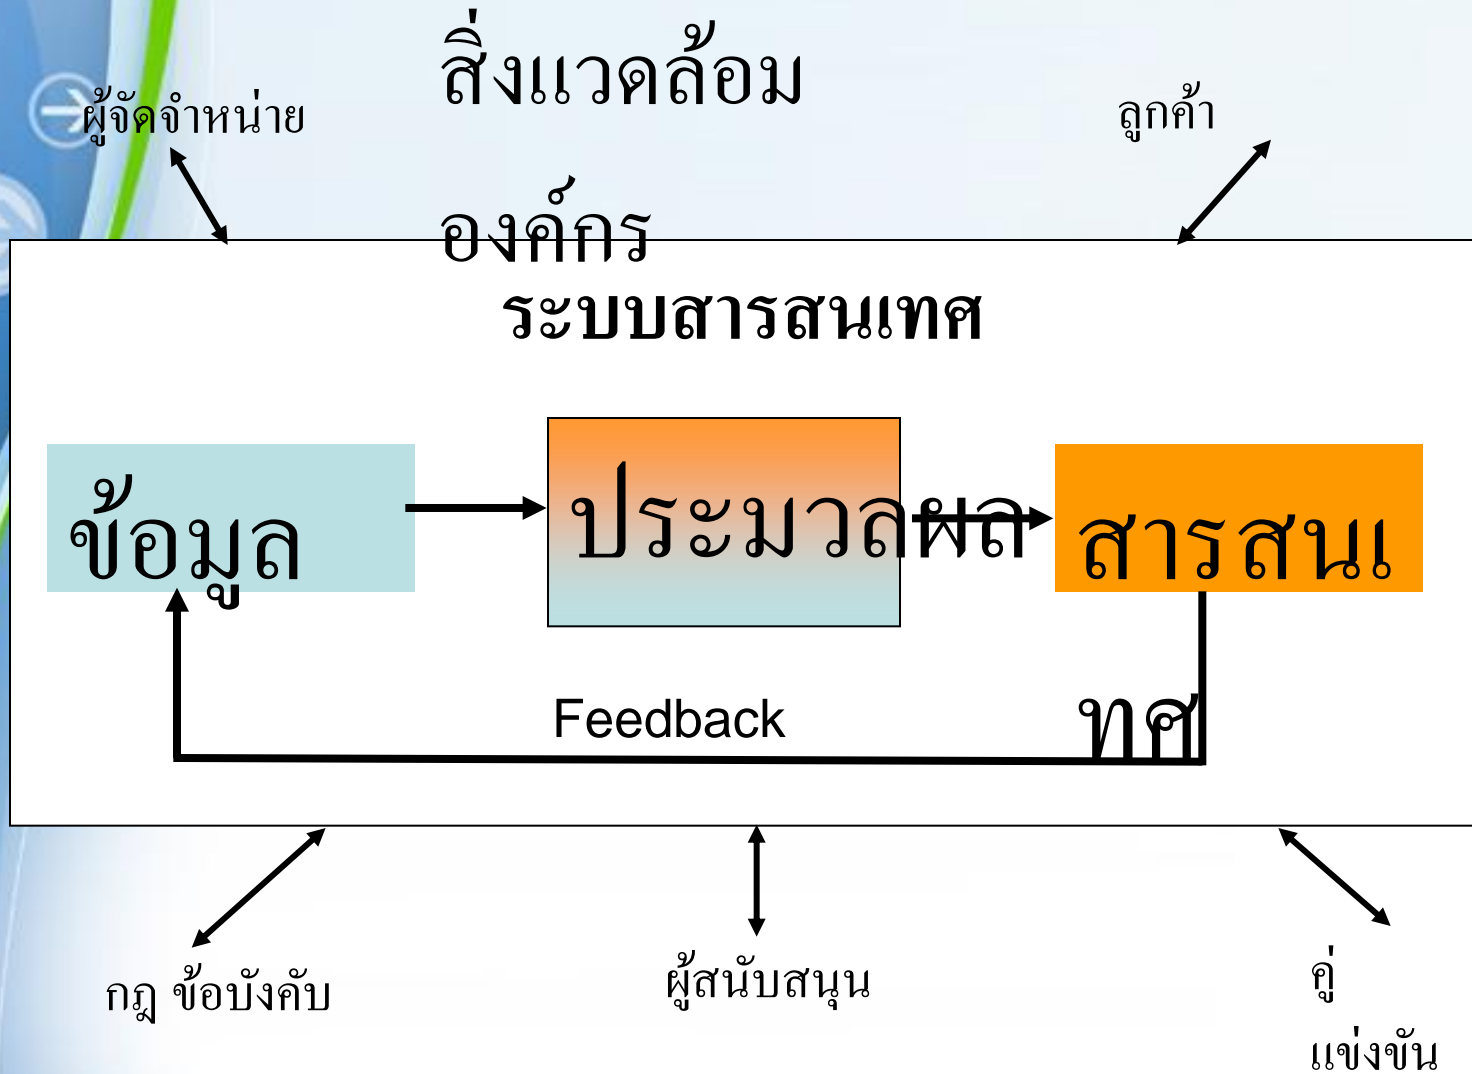 สิ่งแวดล้อม
ผู้จัดจำหน่าย
ลูกค้า
องค์กร
ระบบสารสนเทศ
ข้อมูล
ประมวลผล
สารสนเ
ทศ
Feedback
กฎ ข้อบังคับ
ผู้สนับสนุน
คู่
แข่งขัน